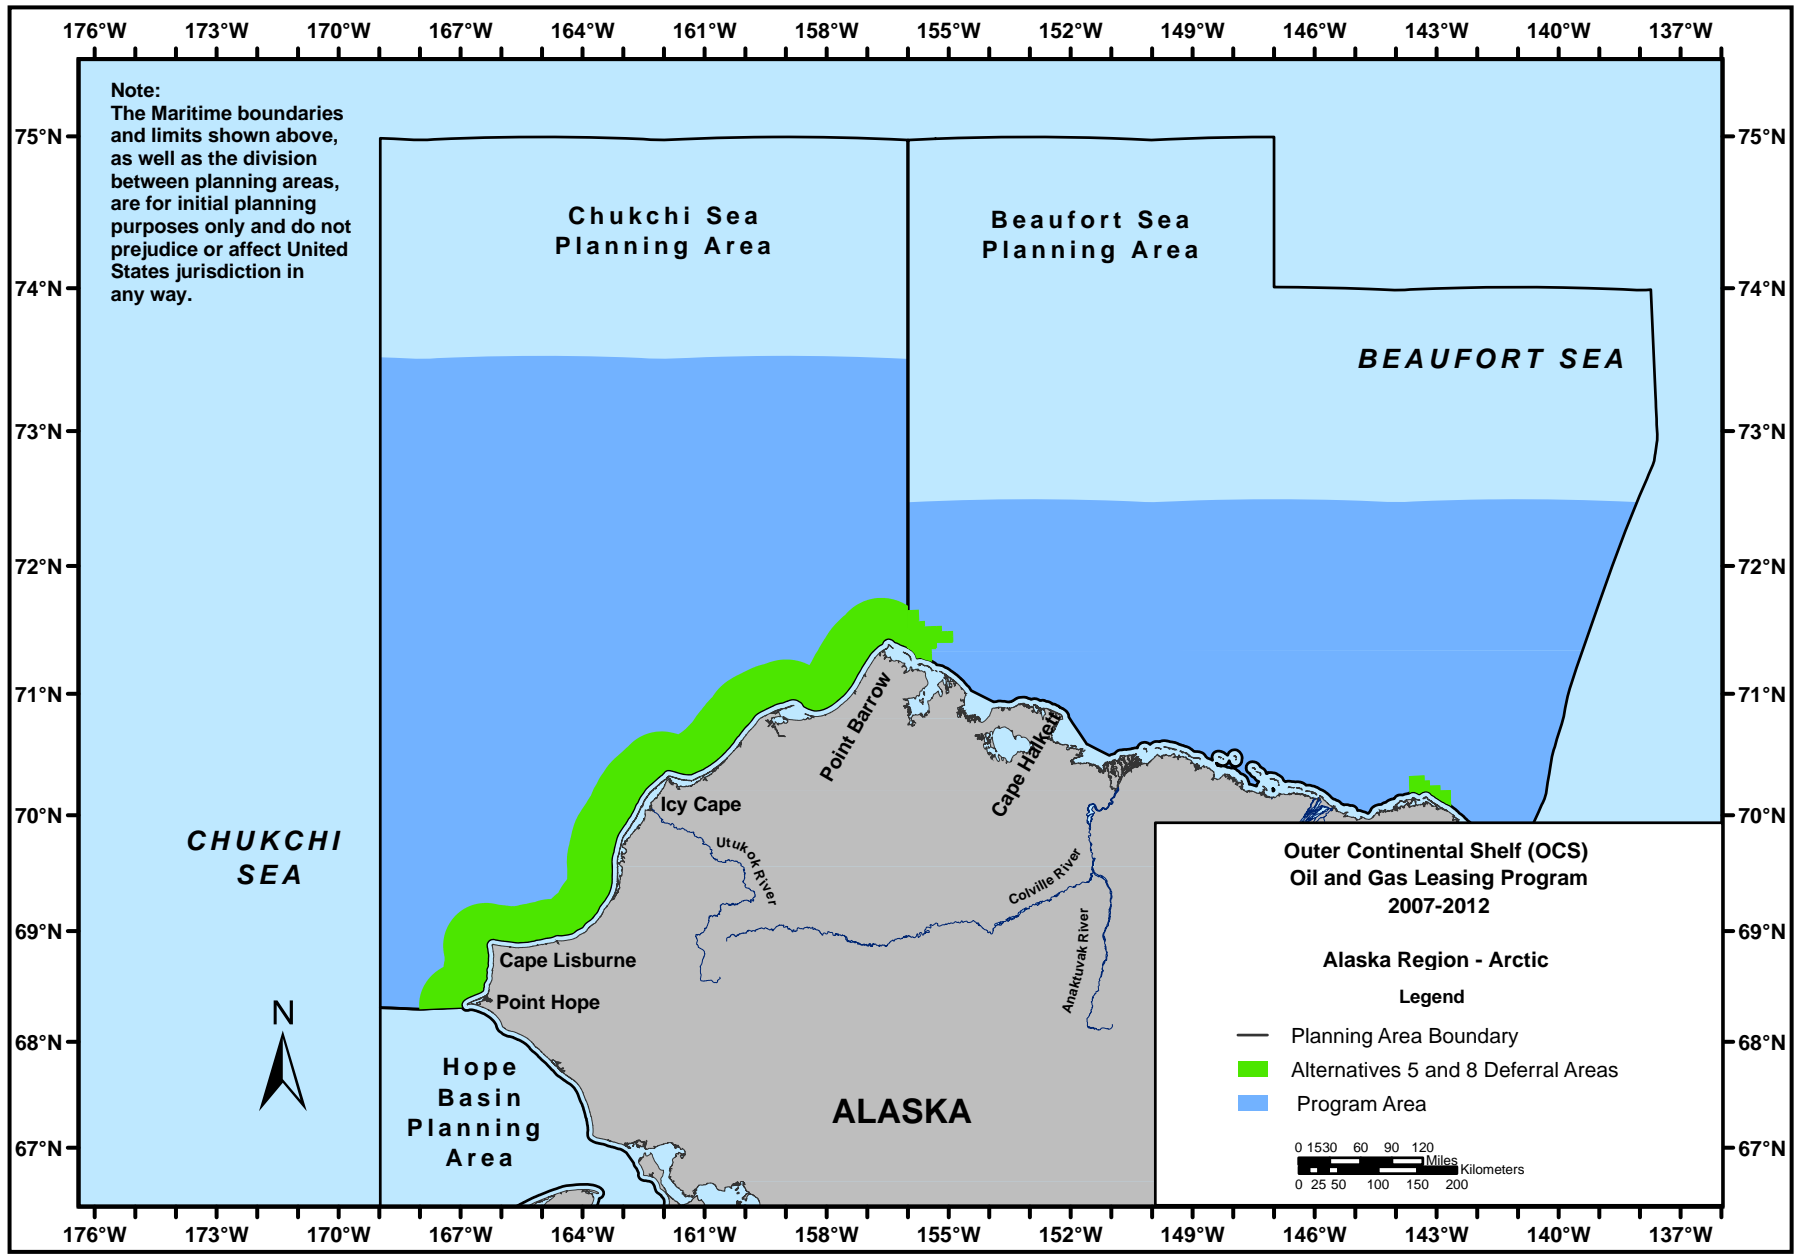 176°W 173°W 170°W 167°W 164°W 161°W 158°W 155°W 152°W 149°W 146°W 143°W 140°W 137°W
Note:
The Maritime boundaries
and limits shown above,
as well as the division
between planning areas,
are for initial planning
purposes only and do not
prejudice or affect United
States jurisdiction in
any way.
75°N 75°N
Chukchi Sea
Planning Area
Beaufort Sea
Planning Area
74°N 74°N
BEAUFORT SEA
73°N 73°N
72°N 72°N
71°N 71°N
Point Barrow
Cape Halkett
Icy Cape
70°N 70°N
CHUKCHI
SEA
Utukok River
Colville River
Anaktuvak River
69°N 69°N
Cape Lisburne
Point Hope
N
68°N 68°N
Hope
Basin
Planning
Area
ALASKA
67°N 67°N
Outer Continental Shelf (OCS)
Oil and Gas Leasing Program
2007-2012
Alaska Region - Arctic
Legend
Planning Area Boundary
Alternatives 5 and 8 Deferral Areas
Program Area
0 15 30 60 90 120
Miles
Kilometers
0 25 50 100 150 200
176°W 173°W 170°W 167°W 164°W 161°W 158°W 155°W 152°W 149°W 146°W 143°W 140°W 137°W